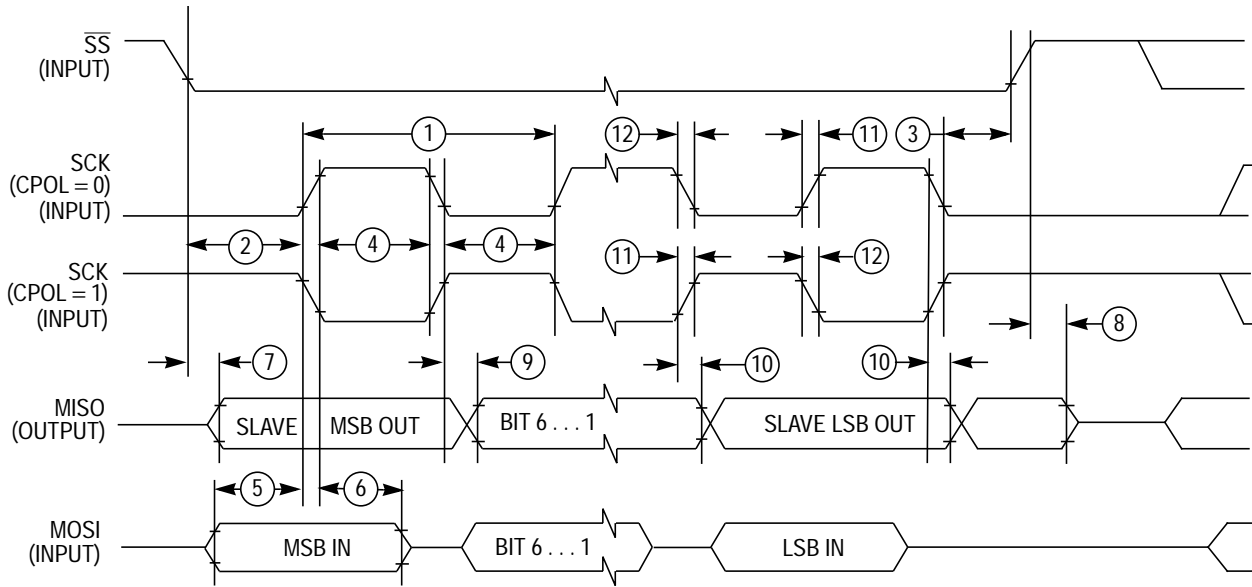 SS
(INPUT)
1
12
11
3
SCK
(CPOL = 0)
(INPUT)
2
4
4
11
12
SCK
(CPOL = 1)
(INPUT)
8
7
9
10
10
MISO
(OUTPUT)
SLAVE MSB OUT
BIT 6 . . . 1
SLAVE LSB OUT
5
6
MOSI
(INPUT)
MSB IN
BIT 6 . . . 1
LSB IN